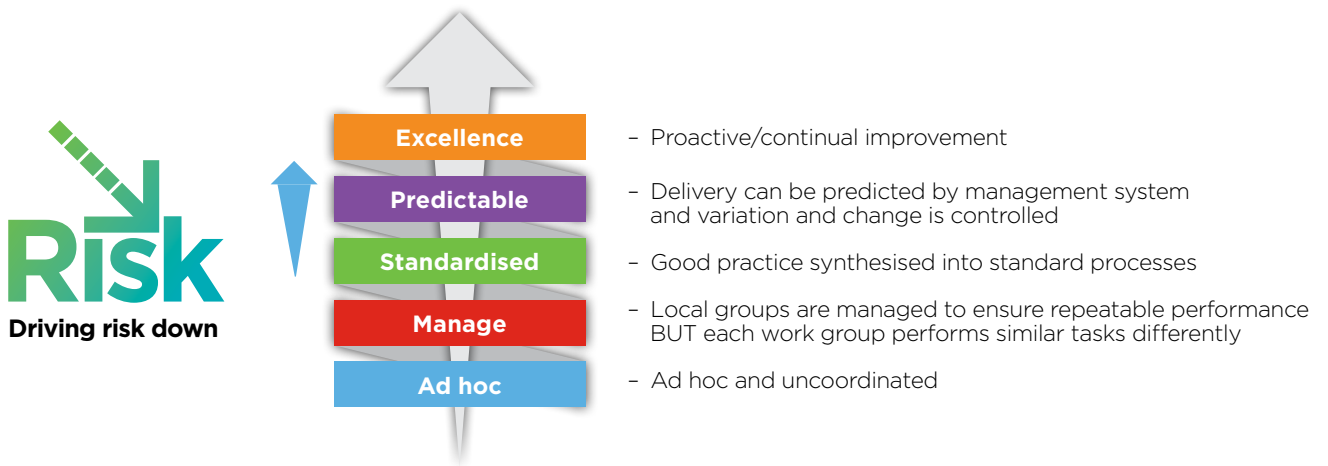 Risk
Driving risk down
Excellence
– Proactive/continual improvement
Predictable
– Delivery can be predicted by management system
and variation and change is controlled
Standardised
– Good practice synthesised into standard processes
Manage
– Local groups are managed to ensure repeatable performance
BUT each work group performs similar tasks differently
Ad hoc
– Ad hoc and uncoordinated